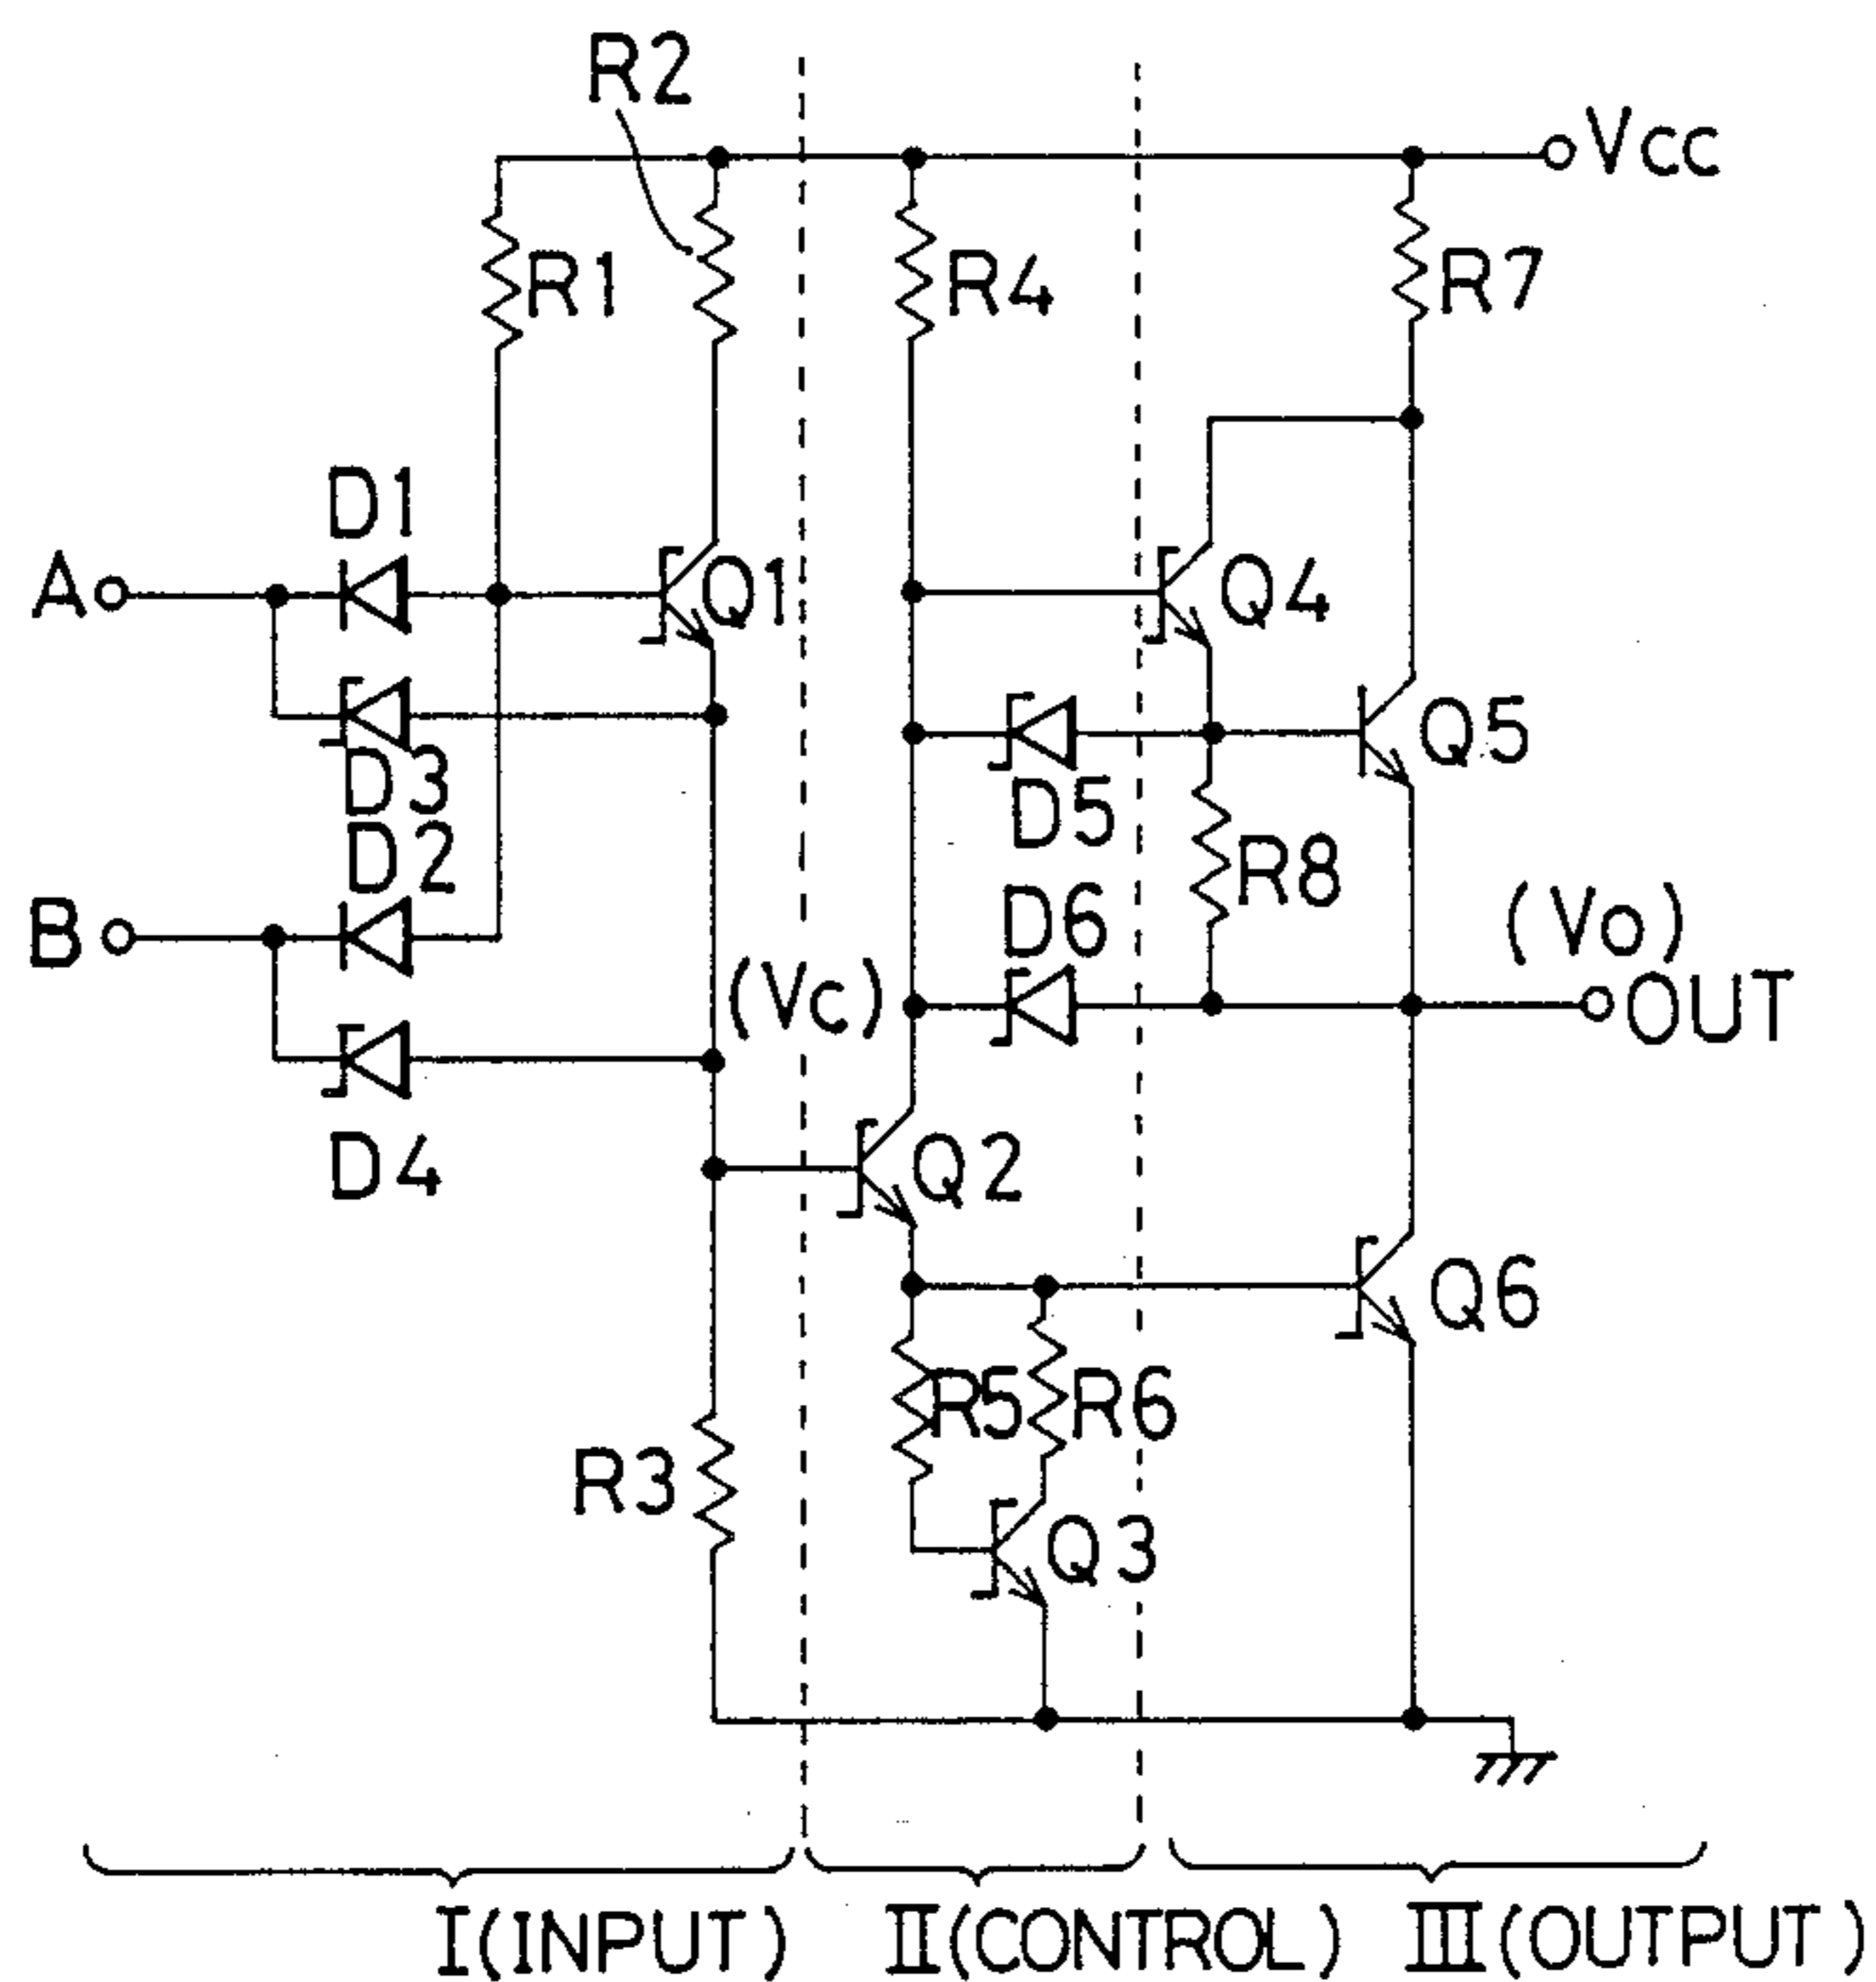 R2
Vcc
R1
R4
R7
D1
A
Q1
Q4
D3
Q5
D5
D2
R8
B
D6
(Vo)
(Vc)
OUT
D4
Q2
Q6
R5
R6
R3
Q3
I(INPUT)
II(CONTROL)
III(OUTPUT)